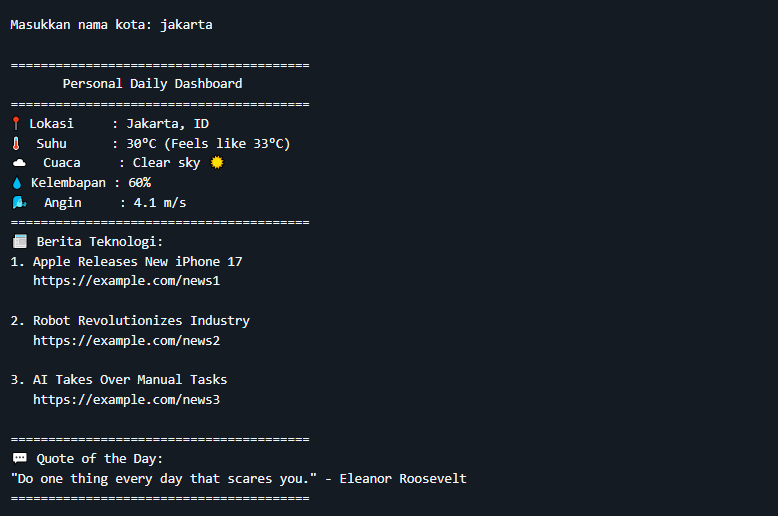 Masukkan nama kota: jakarta
========================================
Personal Daily Dashboard
========================================
📍 Lokasi     : Jakarta, ID
🌡️ Suhu      : 30°C (Feels like 33°C)
☁️ Cuaca     : Clear sky ☀️
💧 Kelembapan : 60%
🌬️ Angin     : 4.1 m/s
========================================
📰 Berita Teknologi:
1. Apple Releases New iPhone 17
https://example.com/news1
2. Robot Revolutionizes Industry
https://example.com/news2
3. AI Takes Over Manual Tasks
https://example.com/news3
========================================
💬 Quote of the Day:
"Do one thing every day that scares you." - Eleanor Roosevelt
========================================